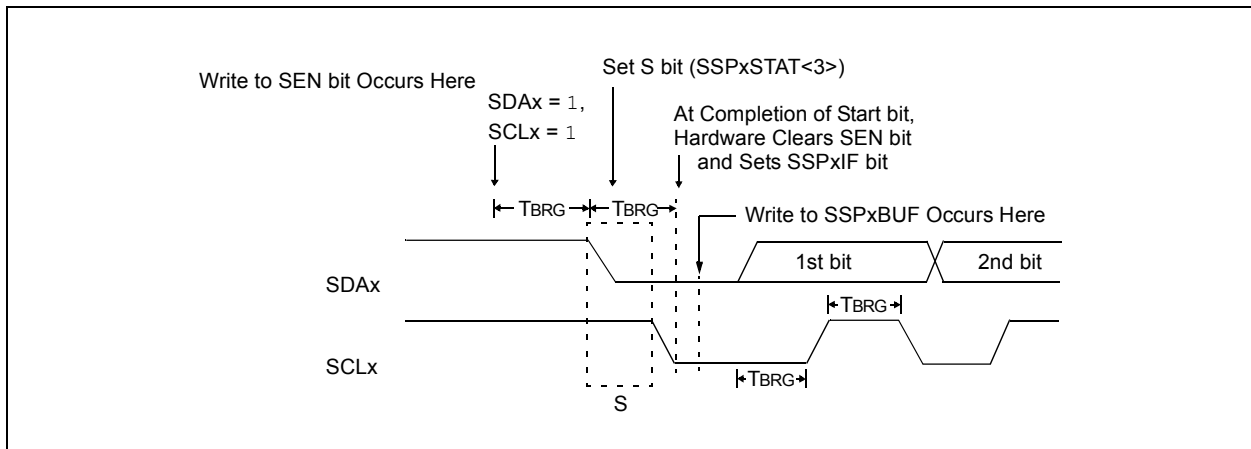 Write to SEN bit Occurs Here
SDAx = 1,
SCLx = 1
Set S bit (SSPxSTAT<3>)
At Completion of Start bit,
Hardware Clears SEN bit
and Sets SSPxIF bit
TBRG
TBRG
Write to SSPxBUF Occurs Here
SDAx
1st bit
2nd bit
TBRG
SCLx
TBRG
S